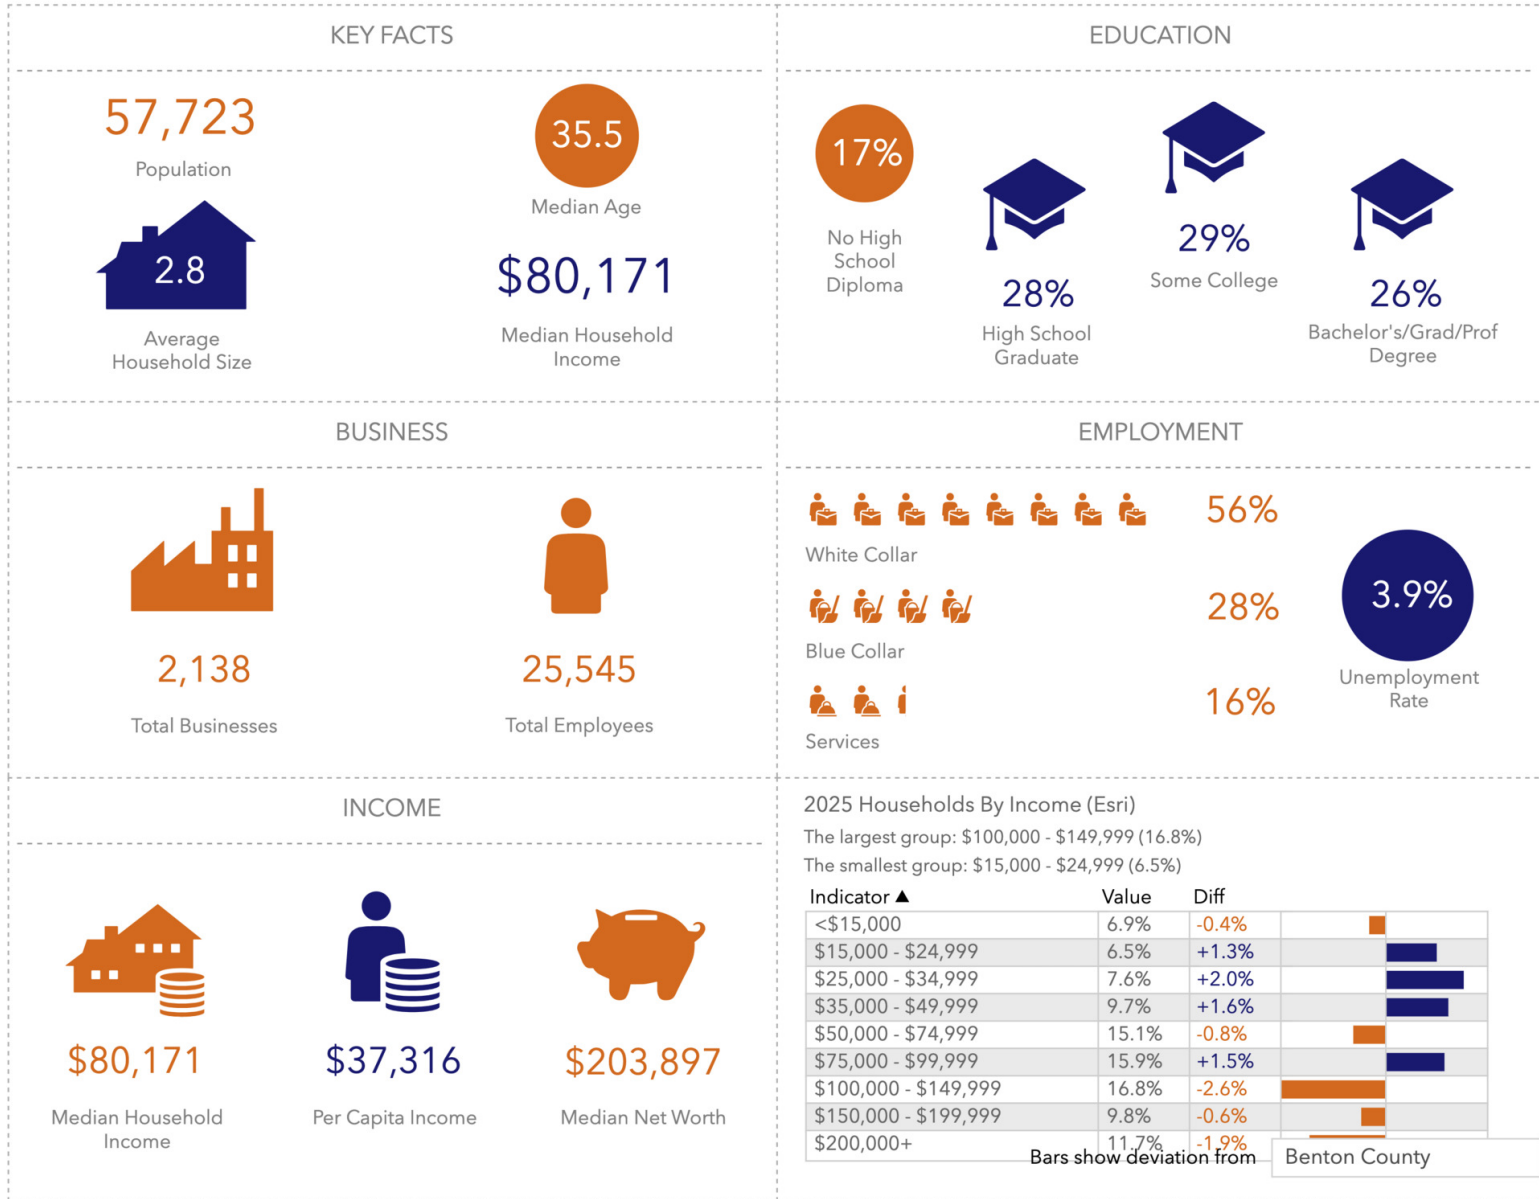 KEY FACTS
57,723
Population
35.5
Median Age
2.8
Average
Household Size
$80,171
Median Household
Income
EDUCATION
17%
No High
School
Diploma
28%
High School
Graduate
29%
Some College
26%
Bachelor's/Grad/Prof
Degree
BUSINESS
2,138
Total Businesses
25,545
Total Employees
EMPLOYMENT
56%
White Collar
28%
Blue Collar
16%
Services
3.9%
Unemployment
Rate
INCOME
$80,171
Median Household
Income
$37,316
Per Capita Income
$203,897
Median Net Worth
2025 Households By Income (Esri)
The largest group: $100,000 - $149,999 (16.8%)
The smallest group: $15,000 - $24,999 (6.5%)
Indicator ▲ Value Diff
<$15,000 6.9% -0.4%
$15,000 - $24,999 6.5% +1.3%
$25,000 - $34,999 7.6% +2.0%
$35,000 - $49,999 9.7% +1.6%
$50,000 - $74,999 15.1% -0.8%
$75,000 - $99,999 15.9% +1.5%
$100,000 - $149,999 16.8% -2.6%
$150,000 - $199,999 9.8% -0.6%
$200,000+ 11.7% -1.9%
Bars show deviation from Benton County